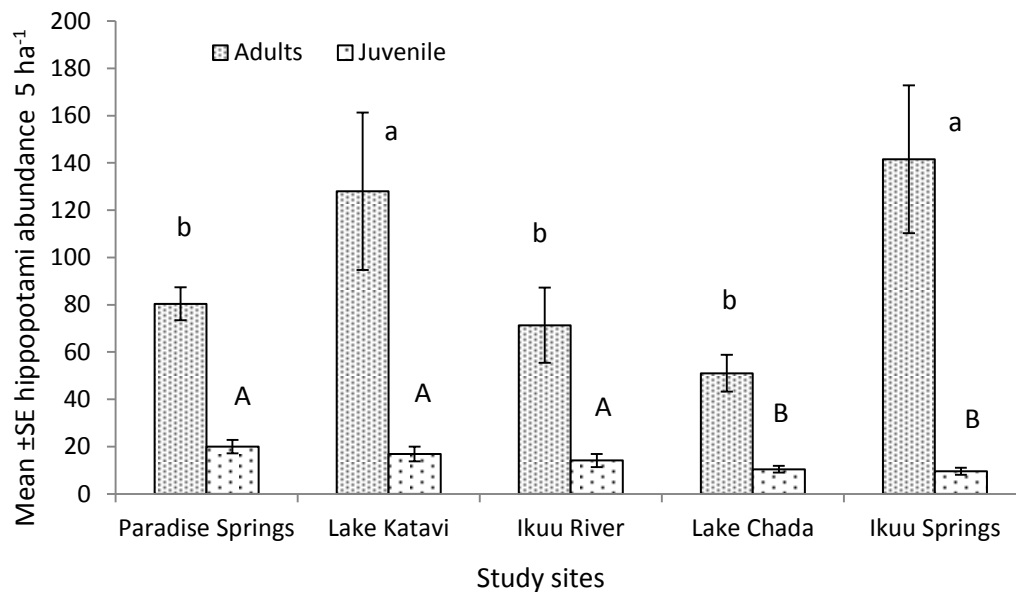 Mean ±SE hippopotami abundance 5 ha⁻¹
200
180
160
140
120
100
80
60
40
20
0
Adults Juvenile
b a b b a
A A A B B
Paradise Springs Lake Katavi Ikuu River Lake Chada Ikuu Springs
Study sites